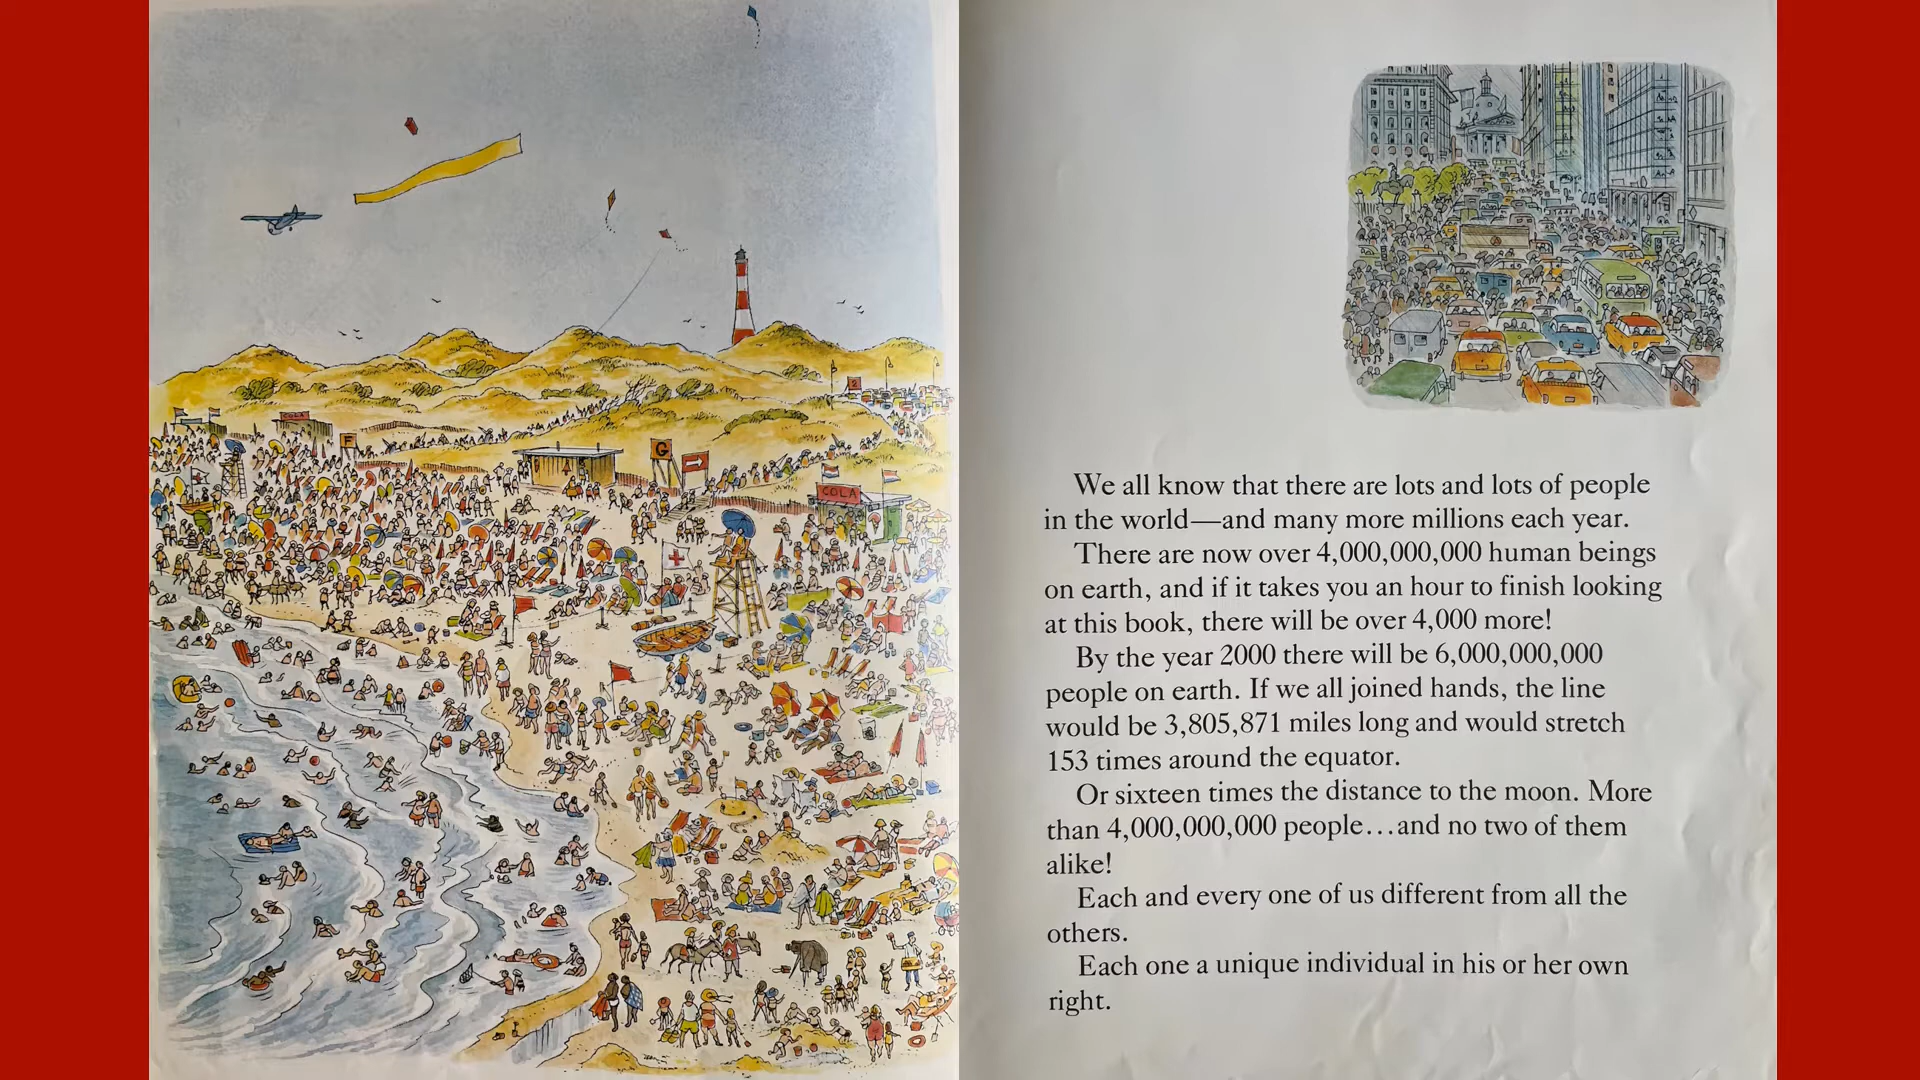 COLA
F
G
COLA
We all know that there are lots and lots of people
in the world—and many more millions each year.
There are now over 4,000,000,000 human beings
on earth, and if it takes you an hour to finish looking
at this book, there will be over 4,000 more!
By the year 2000 there will be 6,000,000,000
people on earth. If we all joined hands, the line
would be 3,805,871 miles long and would stretch
153 times around the equator.
Or sixteen times the distance to the moon. More
than 4,000,000,000 people…and no two of them
alike!
Each and every one of us different from all the
others.
Each one a unique individual in his or her own
right.